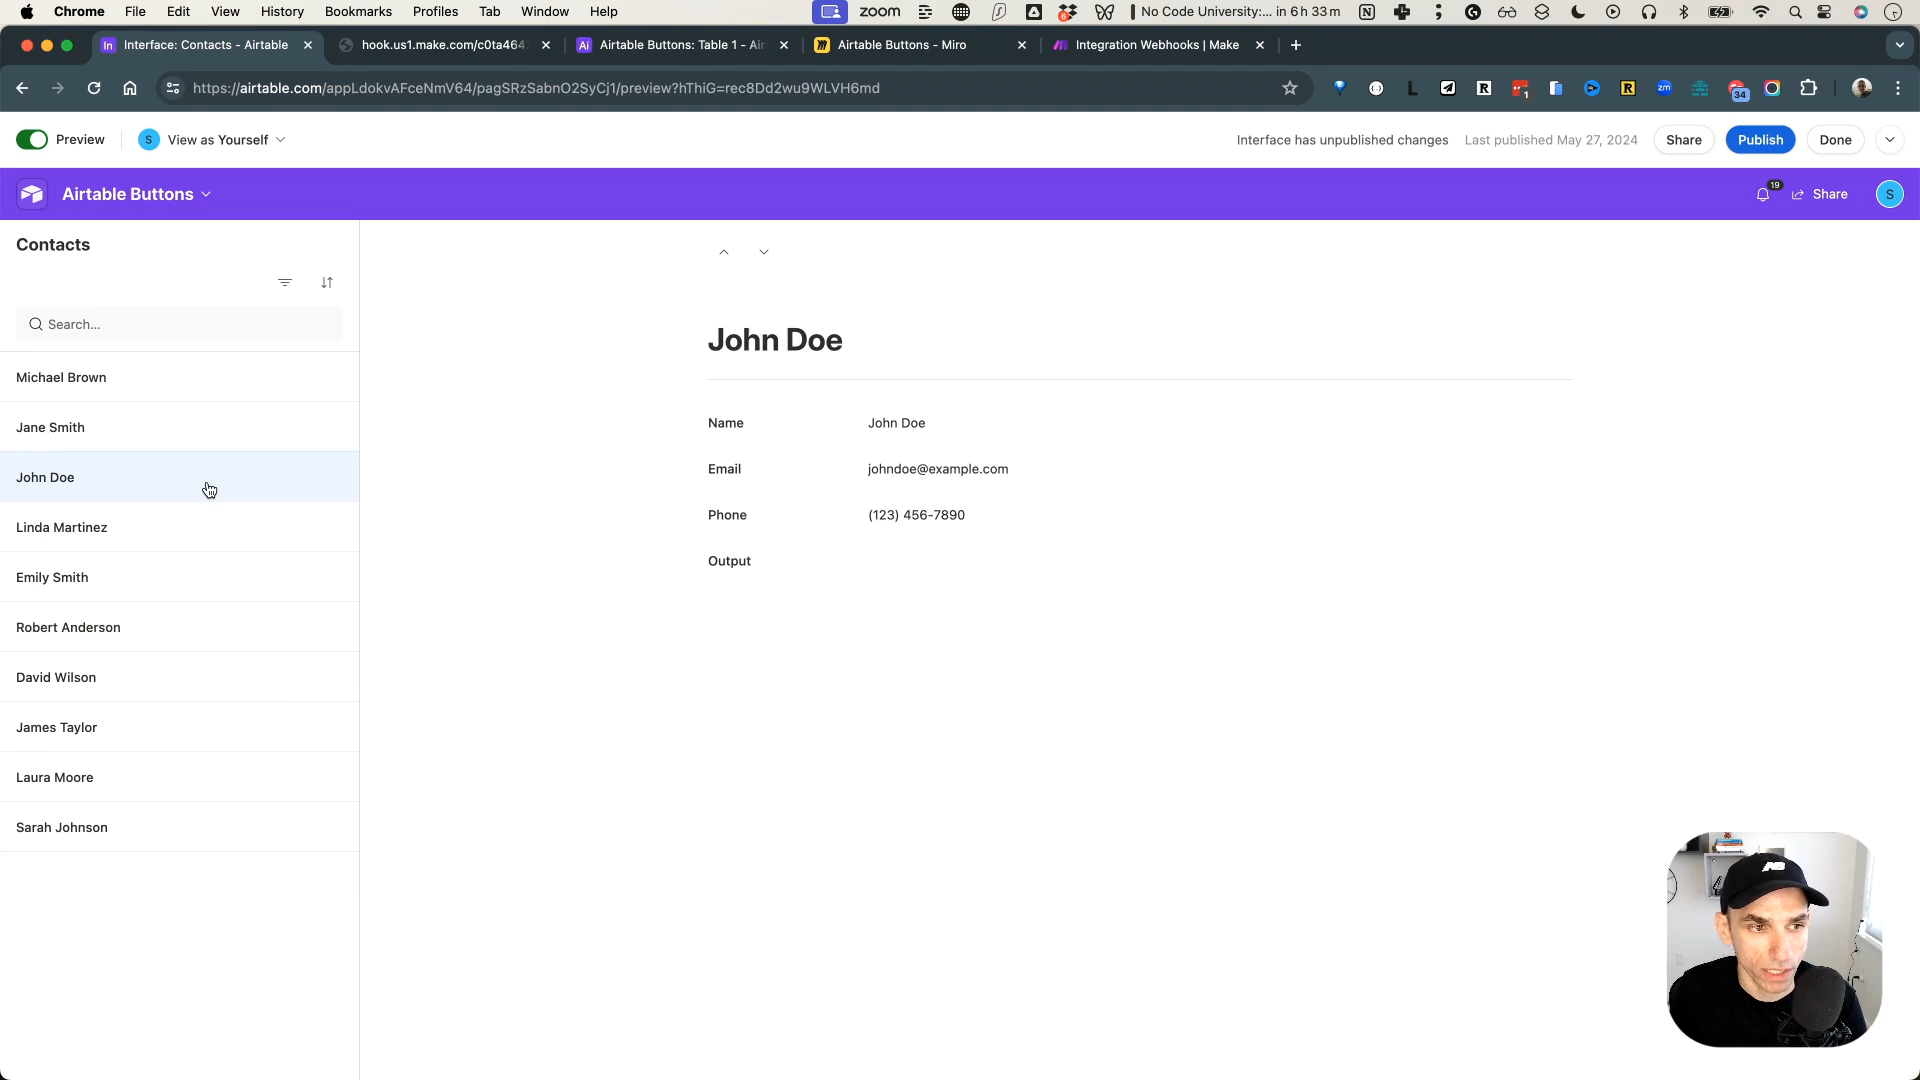 Chrome File Edit View History Bookmarks Profiles Tab Window Help zoom No Code University:... in 6 h 33 m
Interface: Contacts - Airtable hook.us1.make.com/c0ta464 Airtable Buttons: Table 1 - Air Airtable Buttons - Miro Integration Webhooks | Make
https://airtable.com/appLdokvAFceNmV64/pagSRzSabnO2SyCj1/preview?hThiG=rec8Dd2wu9WLVH6md
Preview S View as Yourself Interface has unpublished changes Last published May 27, 2024 Share Publish Done
Airtable Buttons 19 Share S
Contacts
Search...
Michael Brown
Jane Smith
John Doe
Linda Martinez
Emily Smith
Robert Anderson
David Wilson
James Taylor
Laura Moore
Sarah Johnson
John Doe
Name John Doe
Email johndoe@example.com
Phone (123) 456-7890
Output